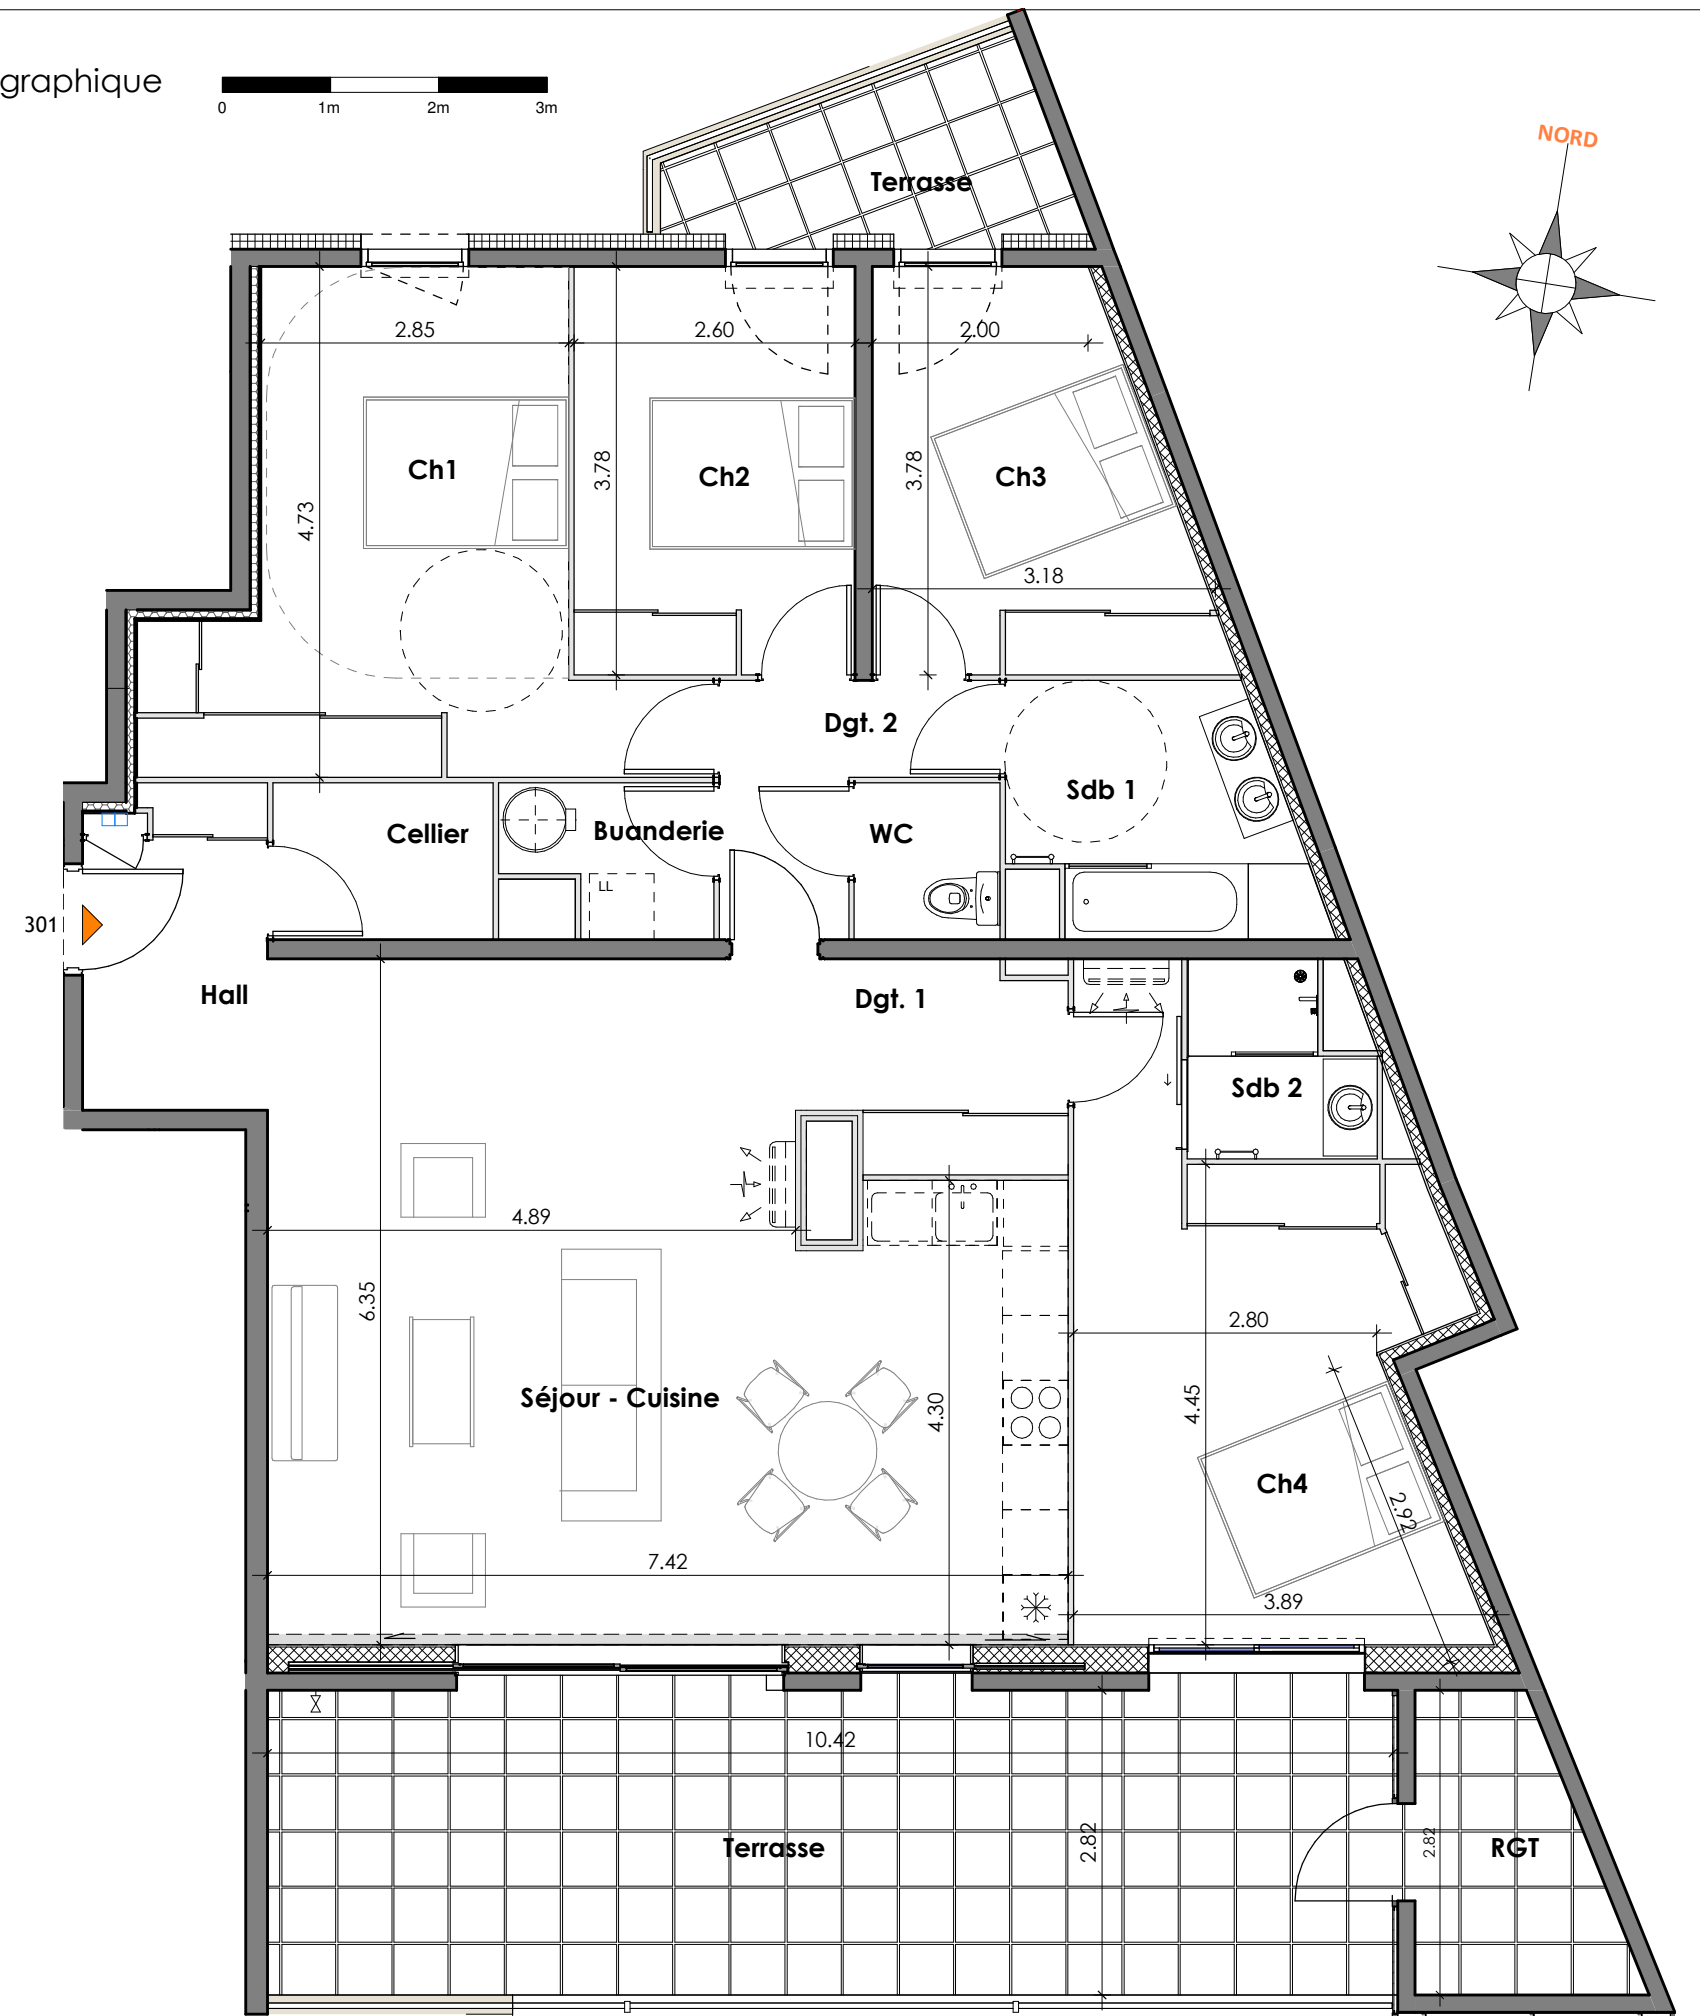 graphique
0 1m 2m 3m
NORD
Terrasse
2.85 2.60 2.00
Ch1 Ch2 Ch3
4.73 3.78 3.78
3.18
Dgt. 2
Sdb 1
Cellier Buanderie WC
LL
301
Hall Dgt. 1
Sdb 2
4.89
6.35
2.80
Séjour - Cuisine
4.30
4.45
Ch4
2.92
7.42
3.89
10.42
Terrasse
2.82
2.82
RGT